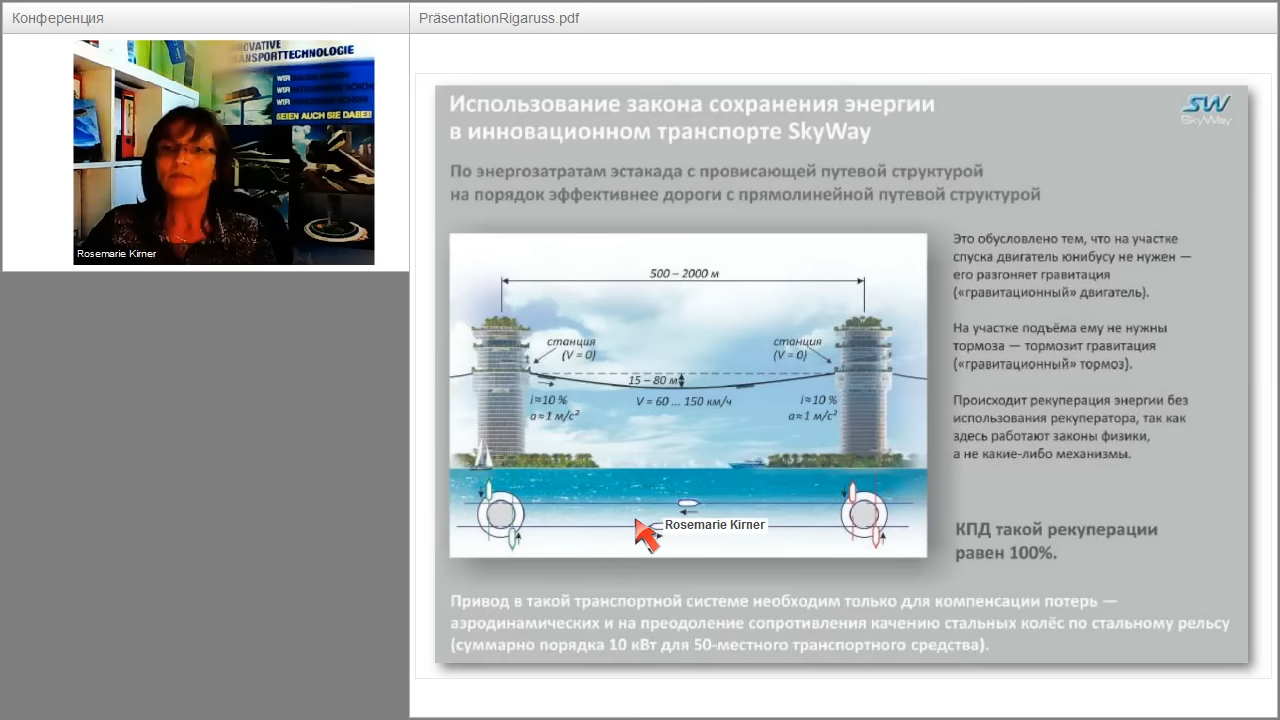 Конференция
PräsentationRigaruss.pdf
INNOVATIVE
TRANSPORTTECHNOLOGIE
WIR
WIR
WIR
SEIEN AUCH SIE DABEI!
Rosemarie Kirner
Использование закона сохранения энергии
в инновационном транспорте SkyWay
SW
SkyWay
По энергозатратам эстакада с провисающей путевой структурой
на порядок эффективнее дороги с прямолинейной путевой структурой
500 – 2000 м
станция
(V = 0)
станция
(V = 0)
15 – 80 м
i≈10 %
a≈1 м/с²
V = 60 ... 150 км/ч
i≈10 %
a≈1 м/с²
Rosemarie Kirner
Это обусловлено тем, что на участке
спуска двигатель юнибусу не нужен —
его разгоняет гравитация
(«гравитационный» двигатель).
На участке подъёма ему не нужны
тормоза — тормозит гравитация
(«гравитационный» тормоз).
Происходит рекуперация энергии без
использования рекуператора, так как
здесь работают законы физики,
а не какие-либо механизмы.
КПД такой рекуперации
равен 100%.
Привод в такой транспортной системе необходим только для компенсации потерь —
аэродинамических и на преодоление сопротивления качению стальных колёс по стальному рельсу
(суммарно порядка 10 кВт для 50-местного транспортного средства).